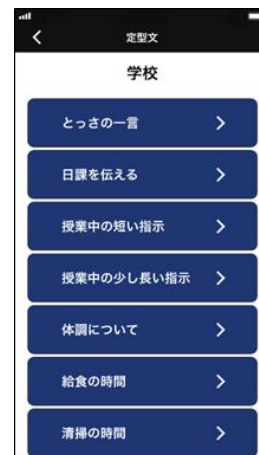 定型文
学校
とっさの一言
日課を伝える
授業中の短い指示
授業中の少し長い指示
体調について
給食の時間
清掃の時間